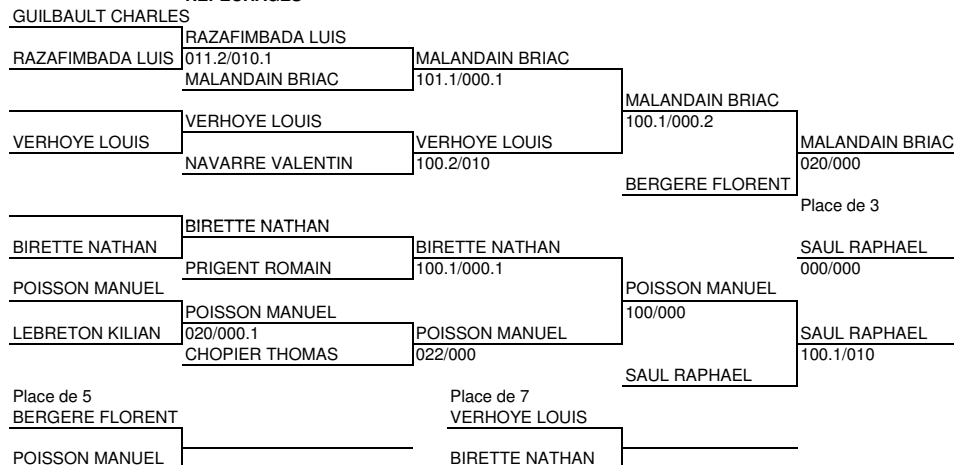 GUILBAULT CHARLES
RAZAFIMBADA LUIS
RAZAFIMBADA LUIS 011.2/010.1 MALANDAIN BRIAC
MALANDAIN BRIAC 101.1/000.1
MALANDAIN BRIAC
VERHOYE LOUIS 100.1/000.2
VERHOYE LOUIS VERHOYE LOUIS MALANDAIN BRIAC
NAVARRE VALENTIN 100.2/010 020/000
BERGERE FLORENT
Place de 3
BIRETTE NATHAN
BIRETTE NATHAN BIRETTE NATHAN SAUL RAPHAEL
PRIGENT ROMAIN 100.1/000.1 000/000
POISSON MANUEL POISSON MANUEL
POISSON MANUEL 100/000
LEBRETON KILIAN 020/000.1 POISSON MANUEL SAUL RAPHAEL
CHOPIER THOMAS 022/000 100.1/010
SAUL RAPHAEL
Place de 5 Place de 7
BERGERE FLORENT VERHOYE LOUIS
POISSON MANUEL BIRETTE NATHAN